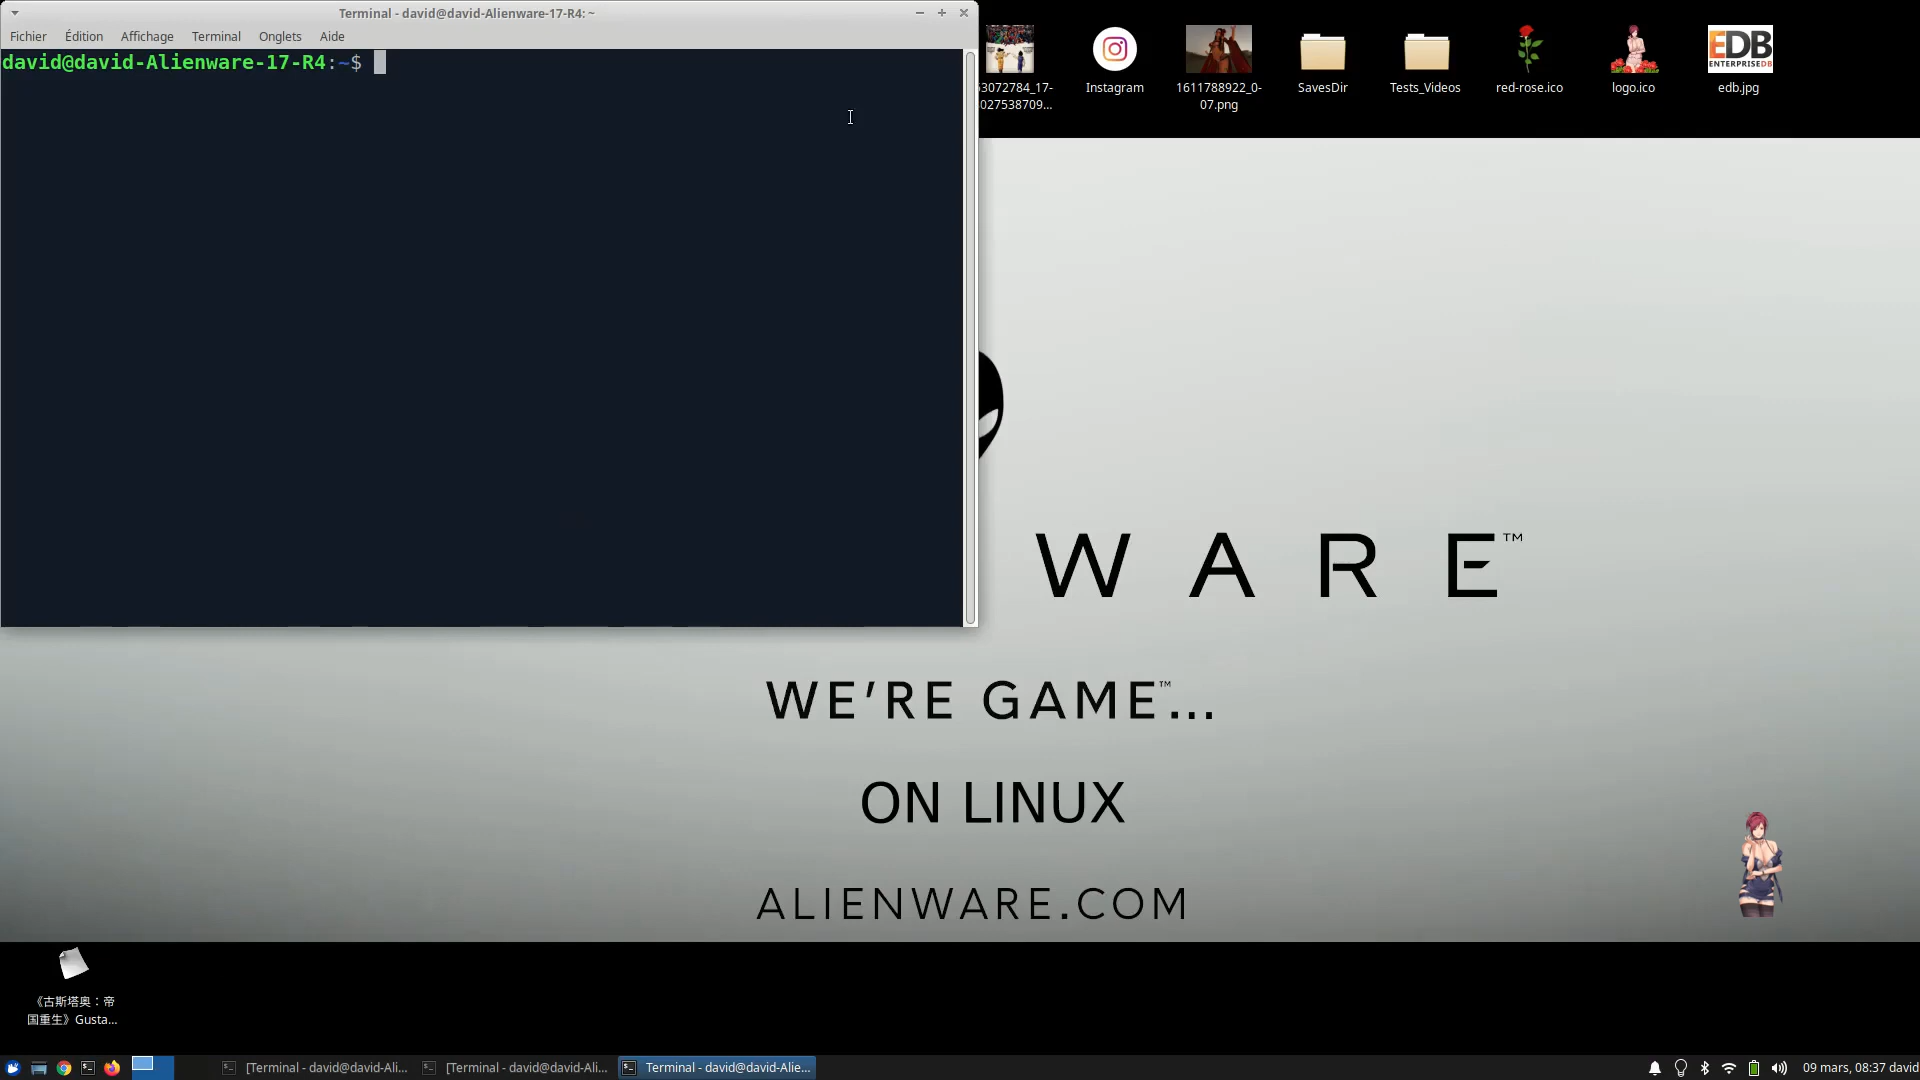 Terminal - david@david-Alienware-17-R4: ~
Fichier Édition Affichage Terminal Onglets Aide
david@david-Alienware-17-R4:~$
53072784_17-
027538709...
Instagram
1611788922_0-
07.png
SavesDir
Tests_Videos
red-rose.ico
logo.ico
EDB
ENTERPRISEDB
edb.jpg
WARE™
WE'RE GAME™...
ON LINUX
ALIENWARE.COM
《古斯塔奥：帝
国重生》Gusta...
[Terminal - david@david-Ali...
[Terminal - david@david-Ali...
Terminal - david@david-Alie...
09 mars, 08:37 david